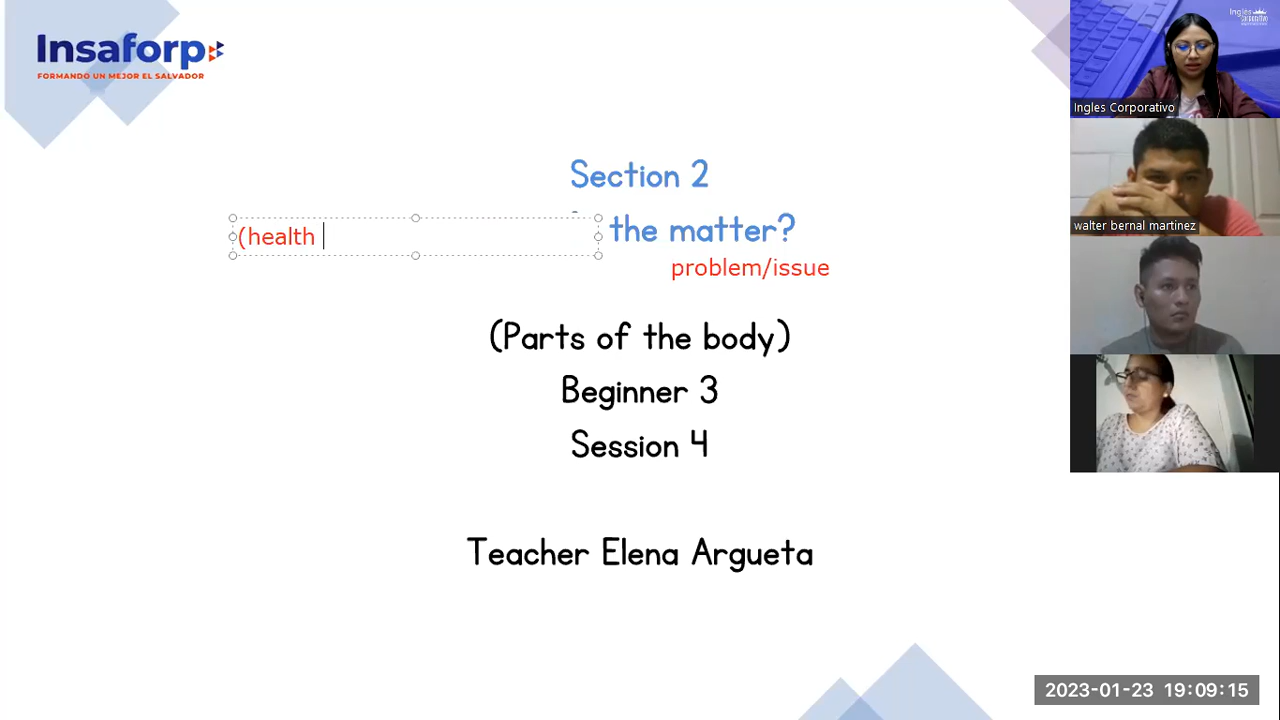 Insaforp
FORMANDO UN MEJOR EL SALVADOR
Section 2
(health
the matter?
problem/issue
(Parts of the body)
Beginner 3
Session 4
Teacher Elena Argueta
Ingles Corporativo
walter bernal martinez
2023-01-23 19:09:15